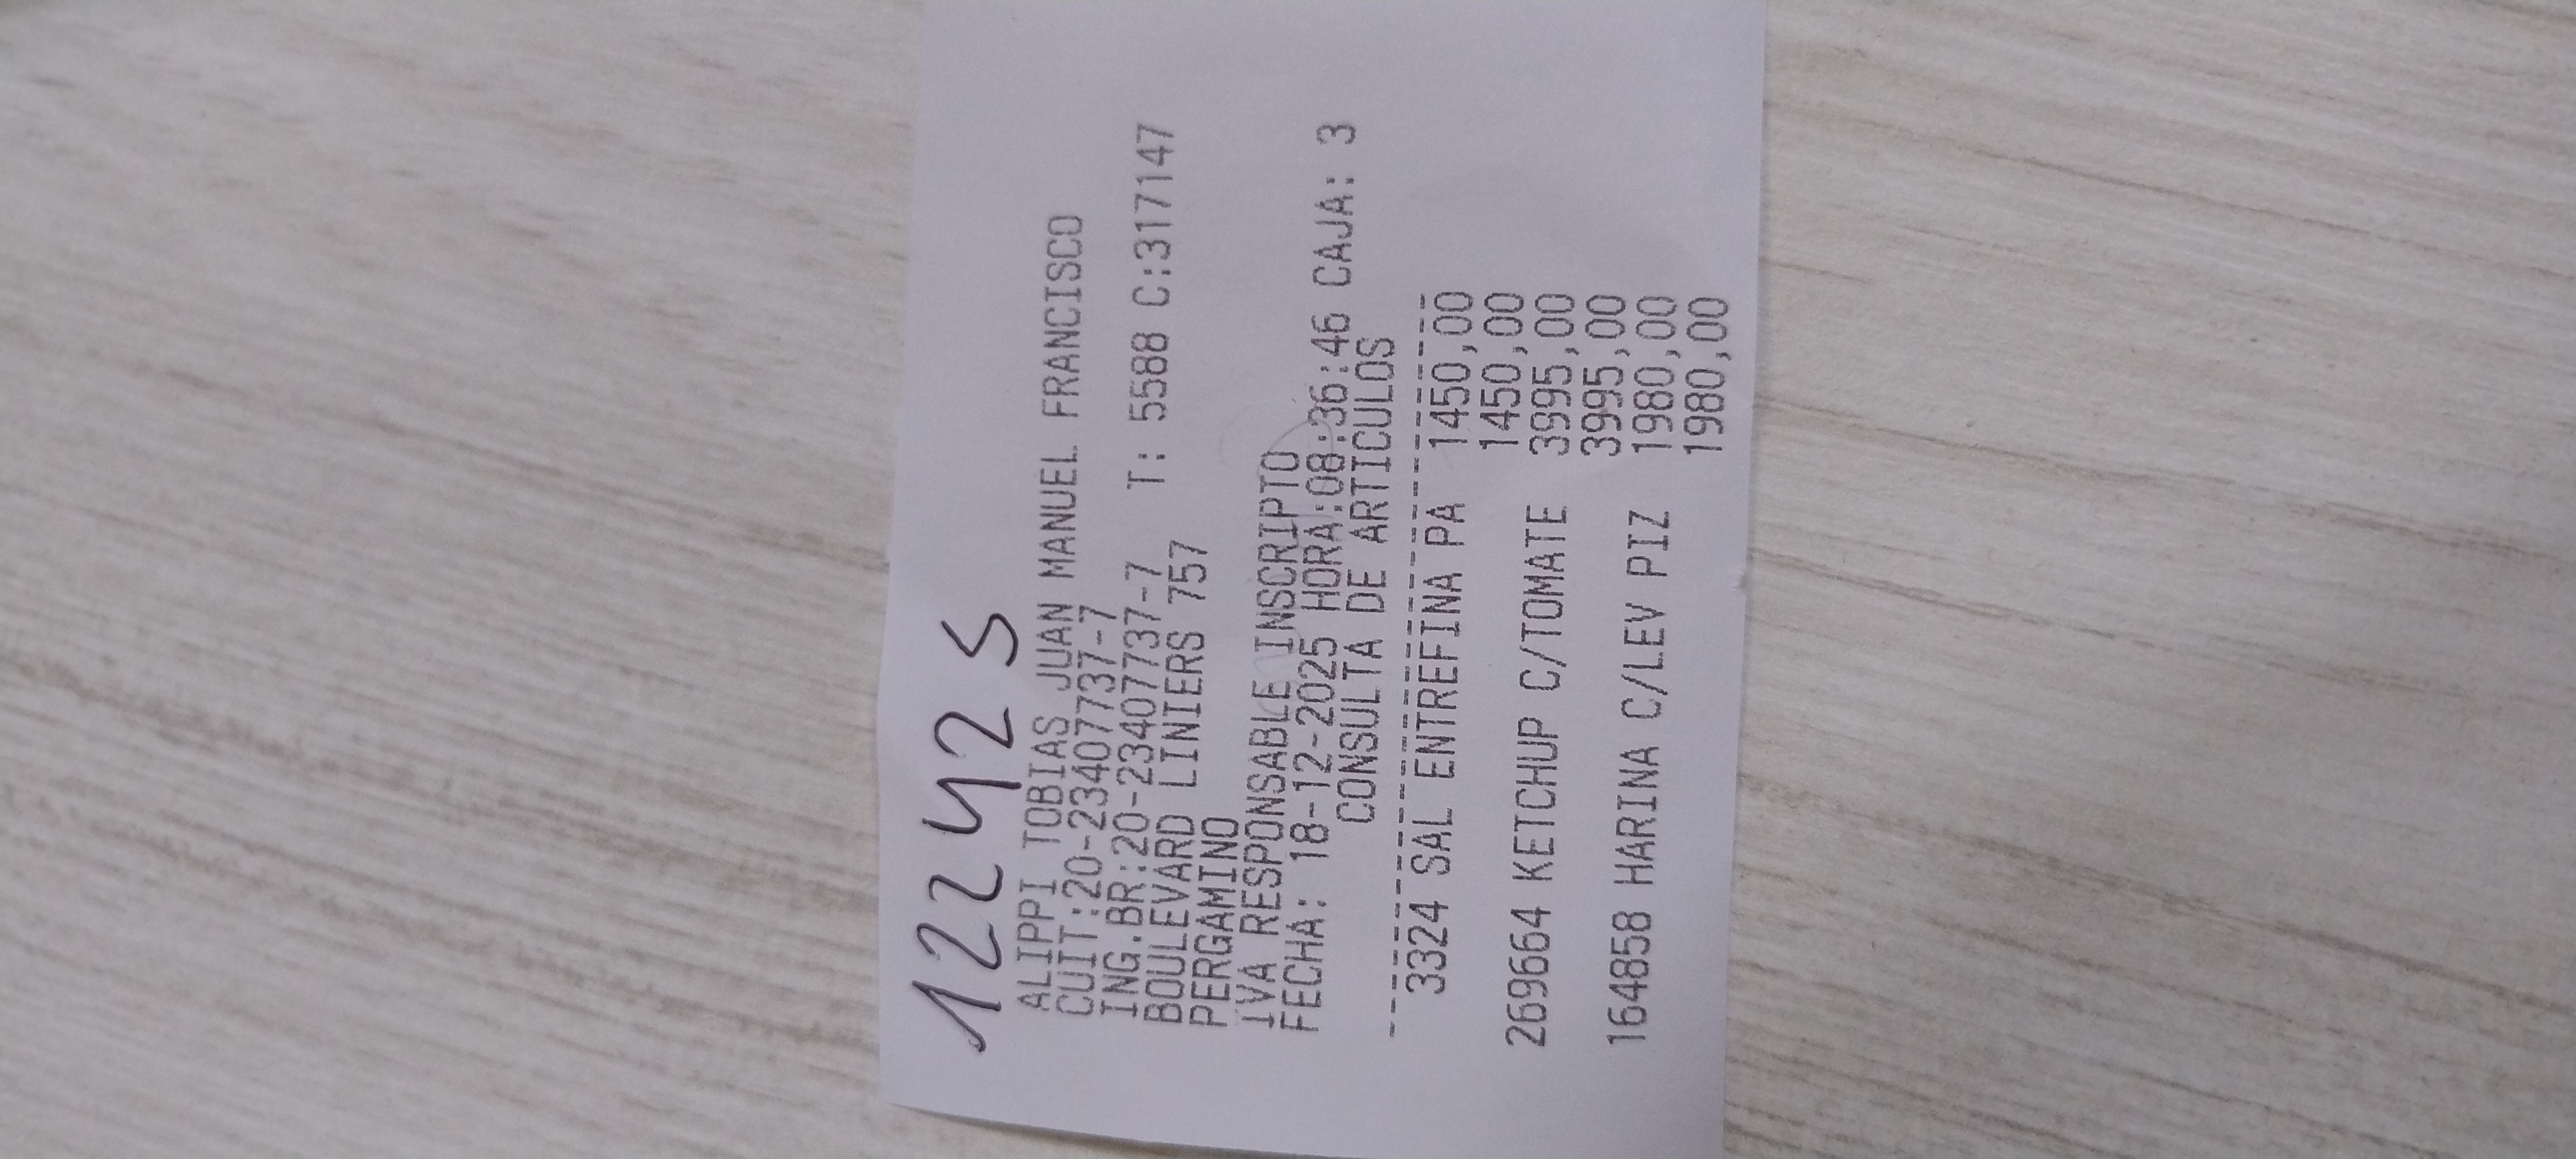 12242S
ALIPPI TOBIAS JUAN MANUEL FRANCISCO
CUIT:20-23407737-7
ING.BR:20-23407737-7 T: 5588 C:317147
BOULEVARD LINIERS 757
PERGAMINO
IVA RESPONSABLE INSCRIPTO
FECHA: 18-12-2025 HORA:08:36:46 CAJA: 3
CONSULTA DE ARTICULOS
3324 SAL ENTREFINA PA 1450,00
1450,00
269664 KETCHUP C/TOMATE 3995,00
3995,00
164858 HARINA C/LEV PIZ 1980,00
1980,00